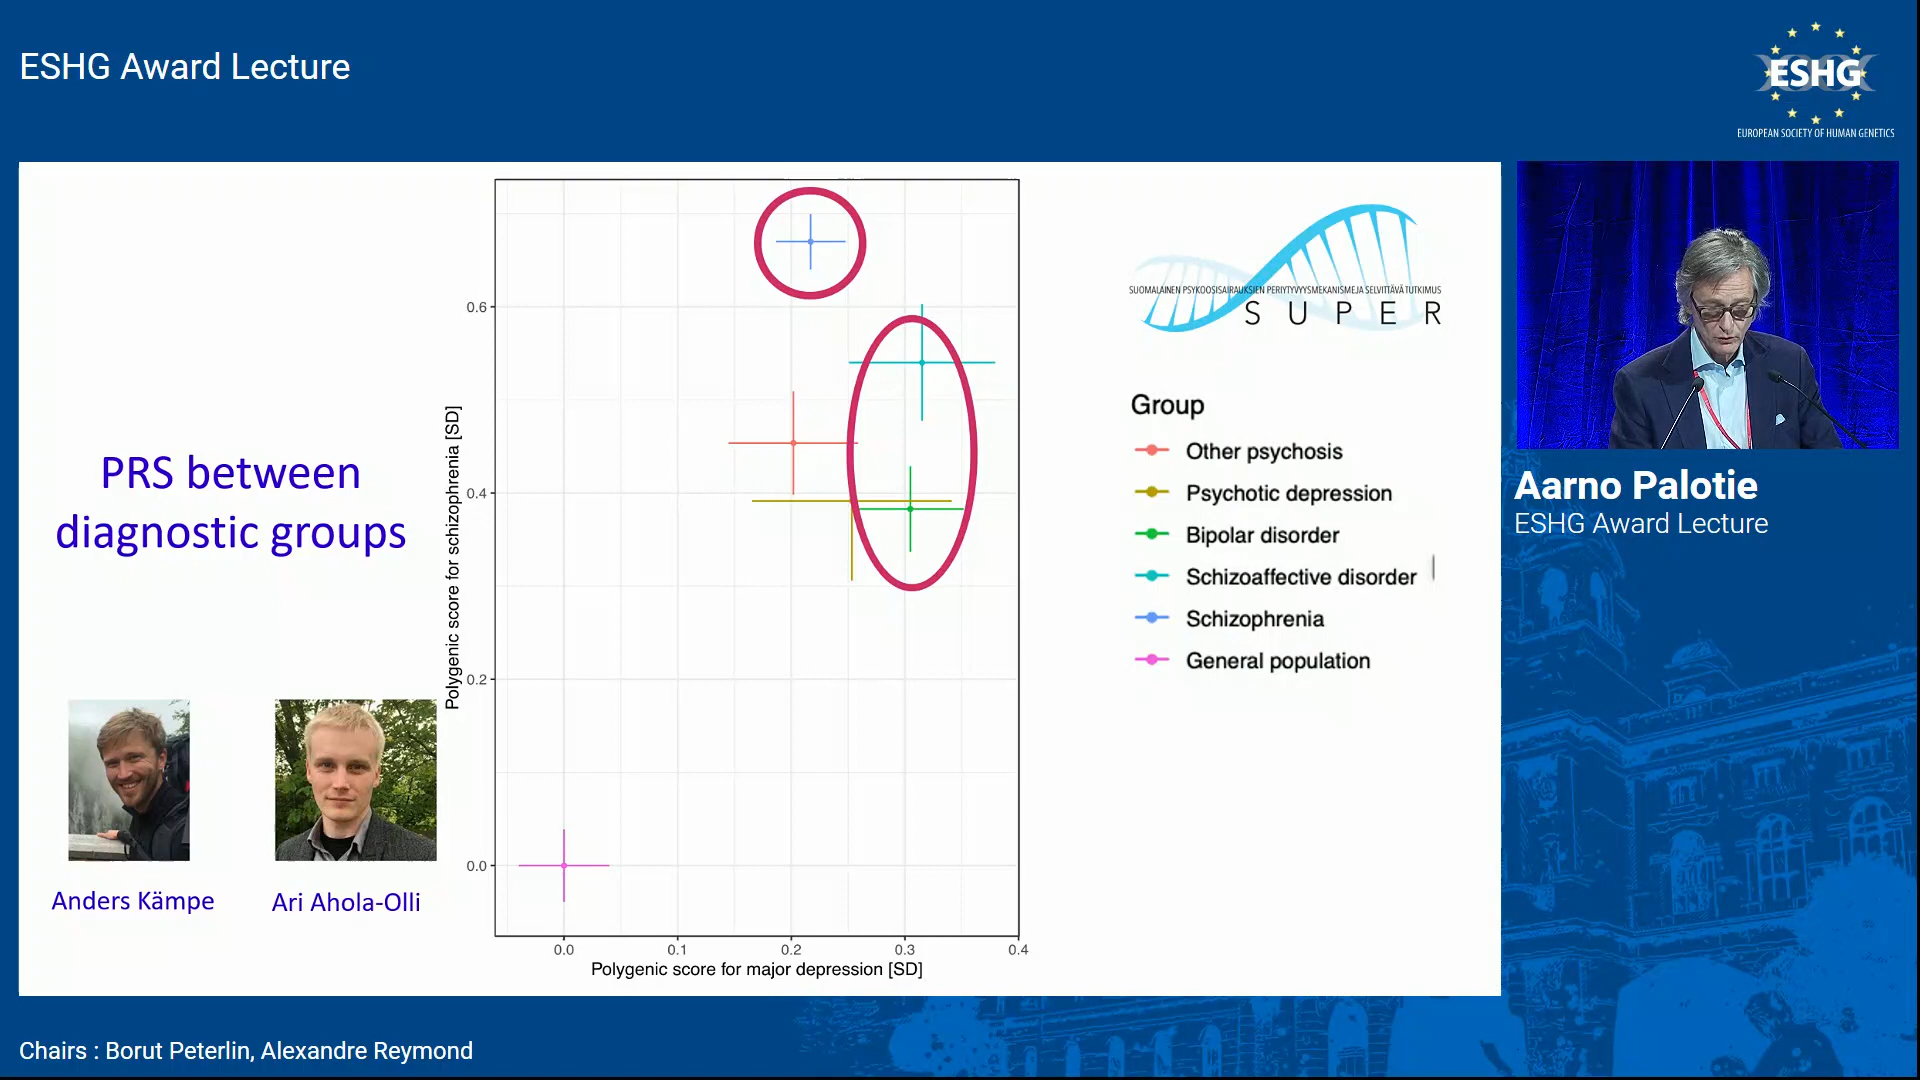 ESHG Award Lecture
ESHG
EUROPEAN SOCIETY OF HUMAN GENETICS
PRS between
diagnostic groups
Anders Kämpe
Ari Ahola-Olli
Polygenic score for schizophrenia [SD]
0.6
0.4
0.2
0.0
0.0
0.1
0.2
0.3
0.4
Polygenic score for major depression [SD]
SUOMALAINEN PSYKOOSISAIRAUKSIEN PERIYTYVYYSMEKANISMEJA SELVITTÄVÄ TUTKIMUS
SUPER
Group
Other psychosis
Psychotic depression
Bipolar disorder
Schizoaffective disorder
Schizophrenia
General population
Aarno Palotie
ESHG Award Lecture
Chairs : Borut Peterlin, Alexandre Reymond